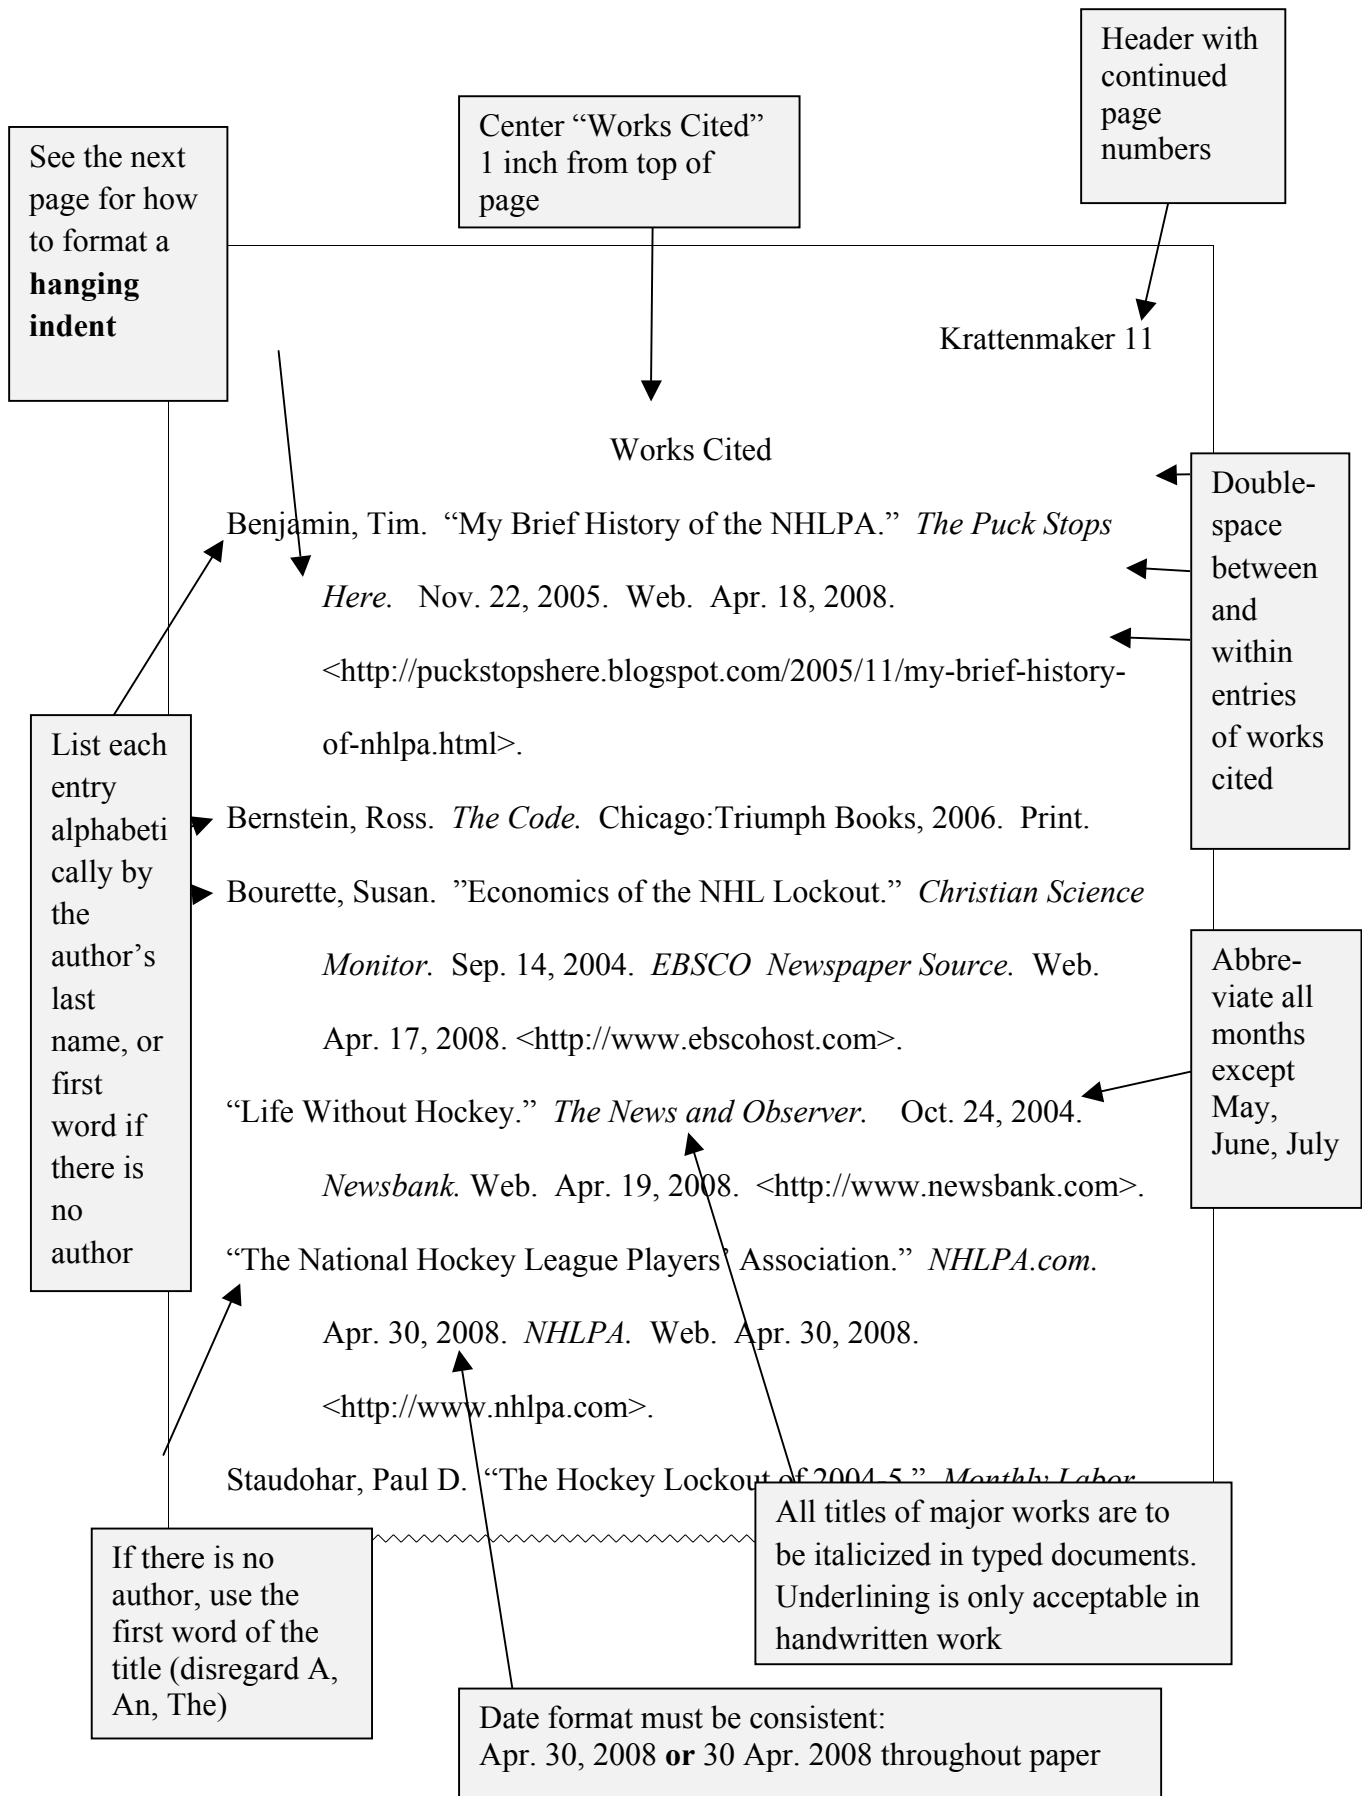 Header with
continued
page
numbers
Center “Works Cited”
1 inch from top of
page
See the next
page for how
to format a
hanging
indent
Krattenmaker 11
Works Cited
Benjamin, Tim.  “My Brief History of the NHLPA.”  The Puck Stops
Here.   Nov. 22, 2005.  Web.  Apr. 18, 2008.
<http://puckstopshere.blogspot.com/2005/11/my-brief-history-
of-nhlpa.html>.
Bernstein, Ross.  The Code.  Chicago:Triumph Books, 2006.  Print.
Bourette, Susan.  ”Economics of the NHL Lockout.”  Christian Science
Monitor.  Sep. 14, 2004.  EBSCO  Newspaper Source.  Web.
Apr. 17, 2008. <http://www.ebscohost.com>.
“Life Without Hockey.”  The News and Observer.    Oct. 24, 2004.
Newsbank. Web.  Apr. 19, 2008.  <http://www.newsbank.com>.
“The National Hockey League Players’ Association.”  NHLPA.com.
Apr. 30, 2008.  NHLPA.  Web.  Apr. 30, 2008.
<http://www.nhlpa.com>.
Staudohar, Paul D.  “The Hockey Lockout of 2004-5.”  Monthly Labor
Double-
space
between
and
within
entries
of works
cited
List each
entry
alphabeti
cally by
the
author’s
last
name, or
first
word if
there is
no
author
Abbre-
viate all
months
except
May,
June, July
All titles of major works are to
be italicized in typed documents.
Underlining is only acceptable in
handwritten work
If there is no
author, use the
first word of the
title (disregard A,
An, The)
Date format must be consistent:
Apr. 30, 2008 or 30 Apr. 2008 throughout paper